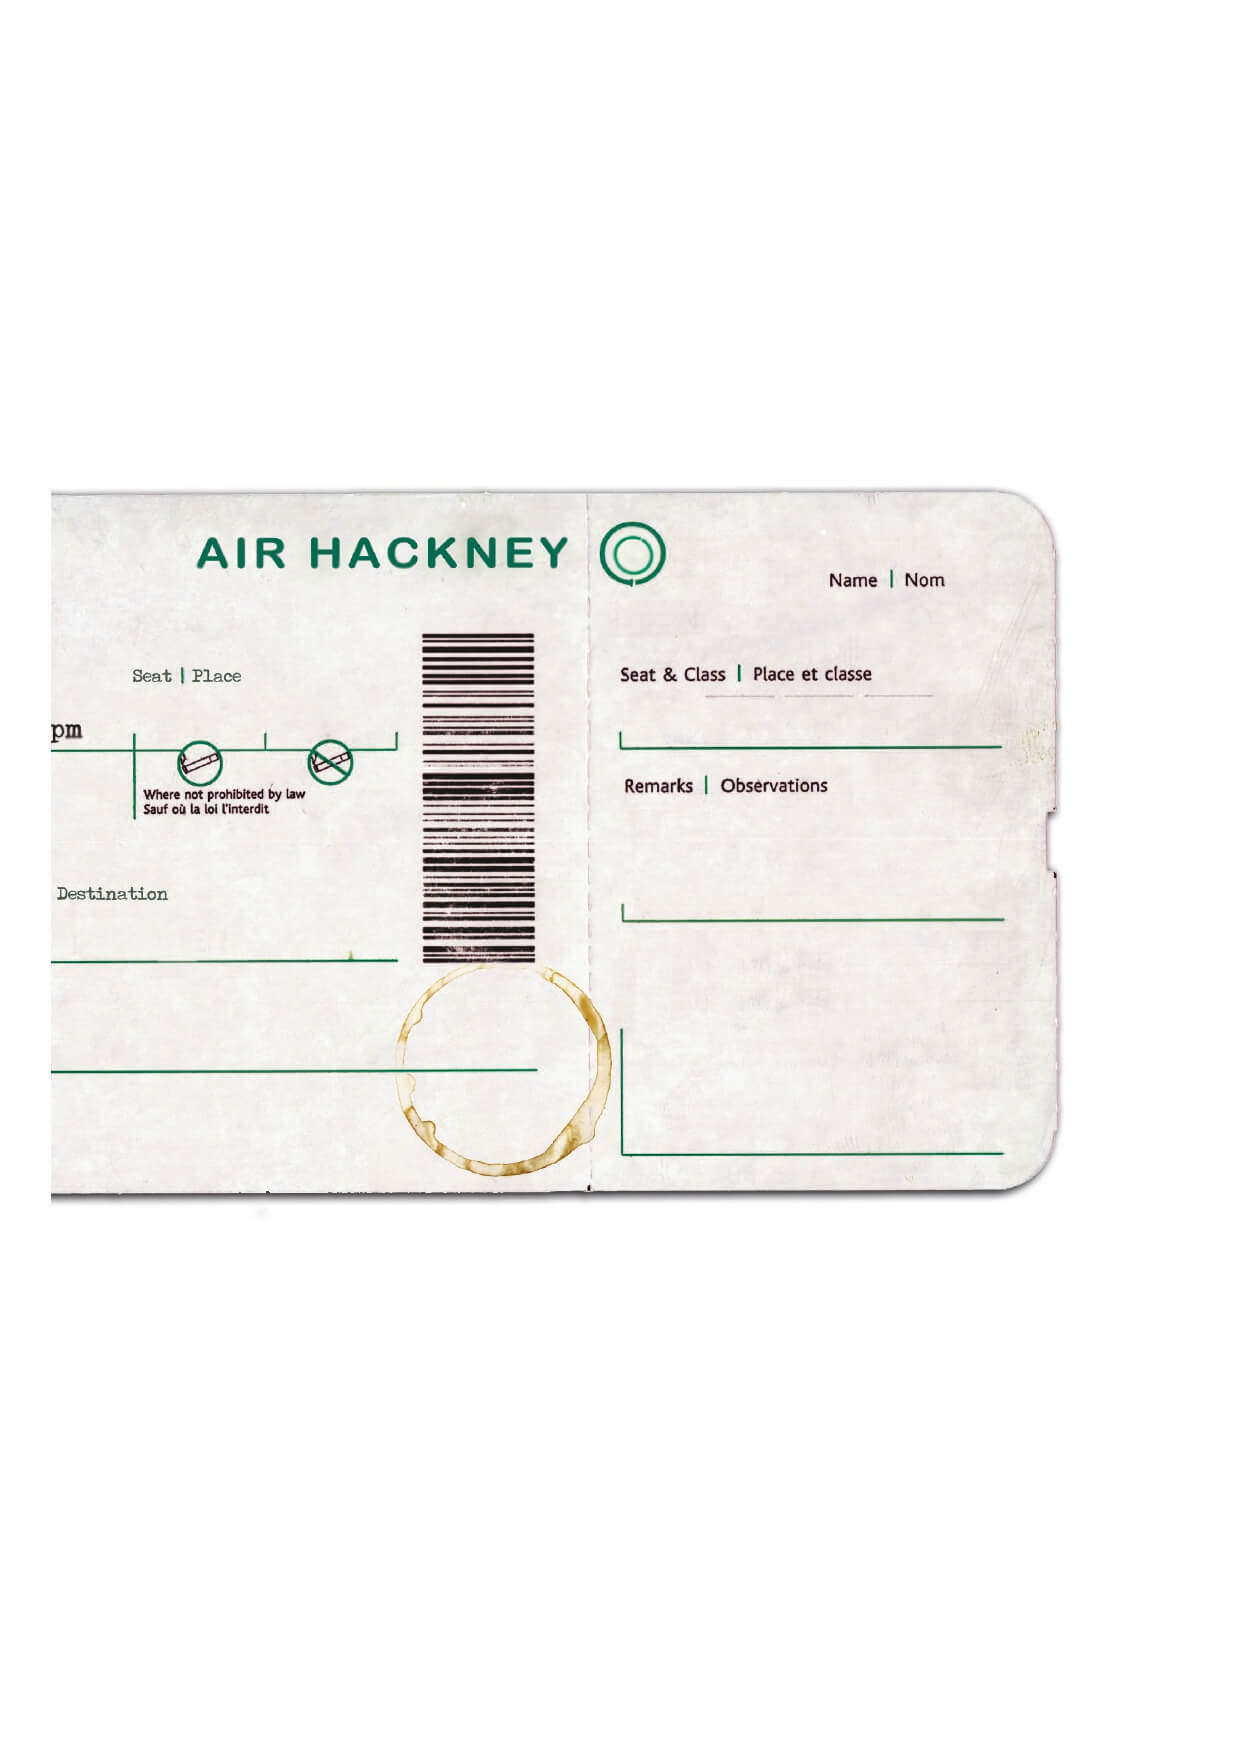 AIR HACKNEY
Name | Nom
Seat | Place
Seat & Class | Place et classe
pm
Where not prohibited by law
Sauf où la loi l'interdit
Remarks | Observations
Destination